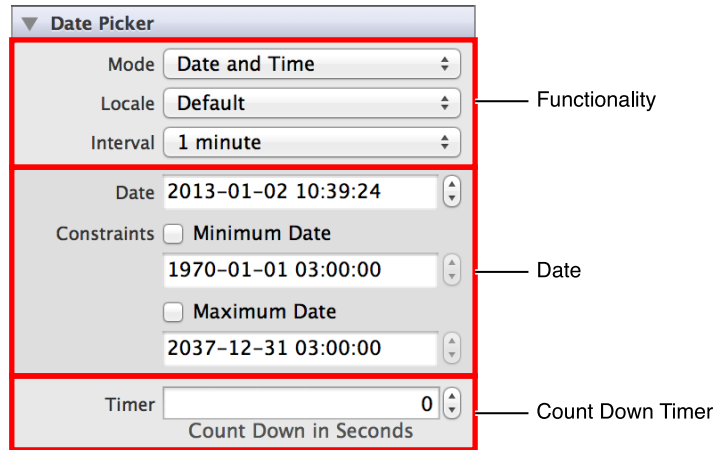 Date Picker
Mode Date and Time
Locale Default
Functionality
Interval 1 minute
Date 2013-01-02 10:39:24
Constraints Minimum Date
1970-01-01 03:00:00
Date
Maximum Date
2037-12-31 03:00:00
Timer 0
Count Down Timer
Count Down in Seconds